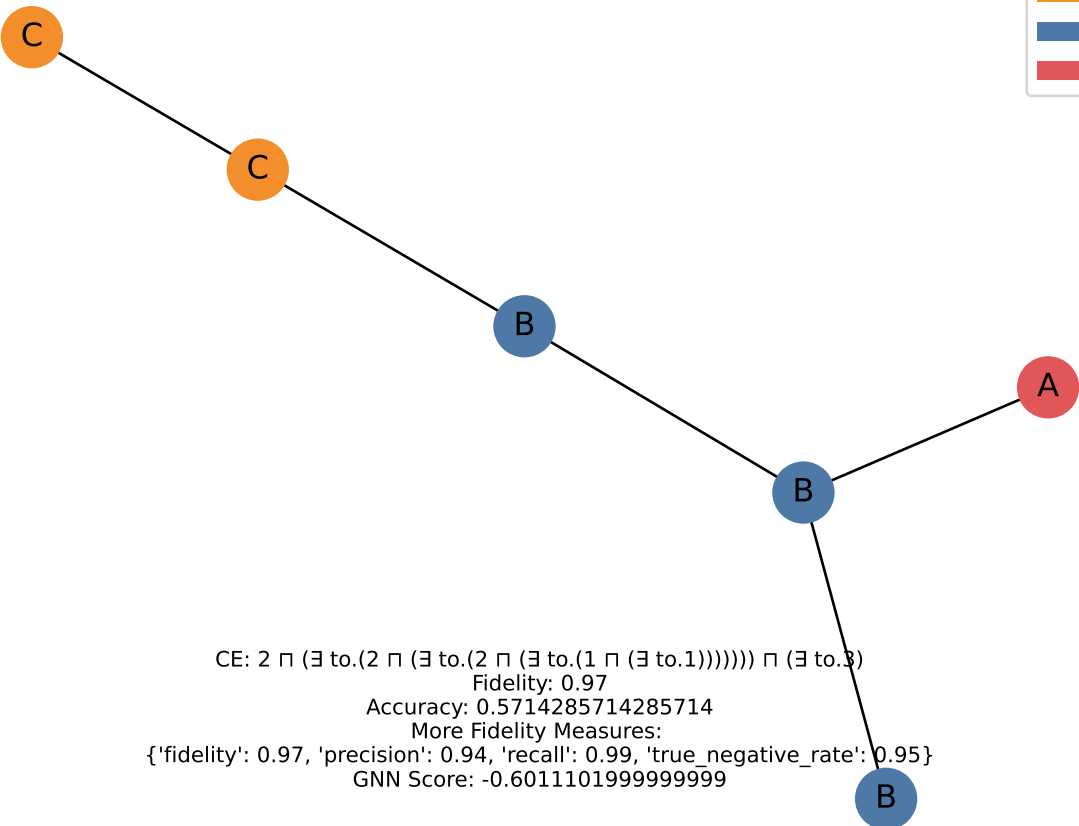 C
C
B
A
B
CE: 2 ⊓ (∃ to.(2 ⊓ (∃ to.(2 ⊓ (∃ to.(1 ⊓ (∃ to.1))))))) ⊓ (∃ to.3)
Fidelity: 0.97
Accuracy: 0.5714285714285714
More Fidelity Measures:
{'fidelity': 0.97, 'precision': 0.94, 'recall': 0.99, 'true_negative_rate': 0.95}
GNN Score: -0.6011101999999999
B